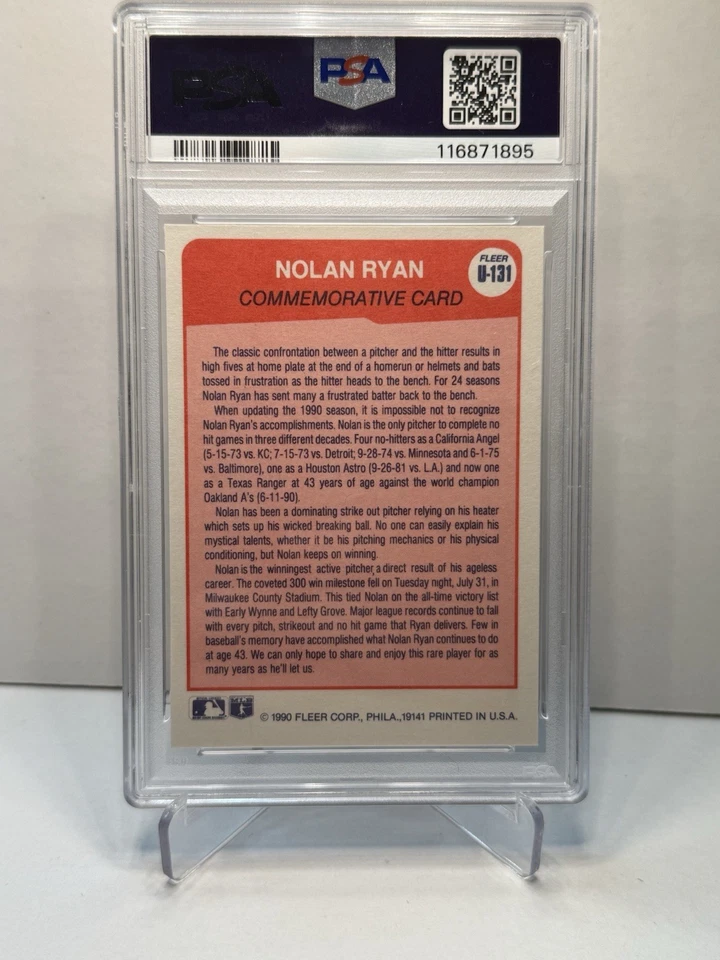 PSA
PSA
116871895
NOLAN RYAN
COMMEMORATIVE CARD
FLEER
U-131
The classic confrontation between a pitcher and the hitter results in
high fives at home plate at the end of a homerun or helmets and bats
tossed in frustration as the hitter heads to the bench. For 24 seasons
Nolan Ryan has sent many a frustrated batter back to the bench.
When updating the 1990 season, it is impossible not to recognize
Nolan Ryan's accomplishments. Nolan is the only pitcher to complete no
hit games in three different decades. Four no-hitters as a California Angel
(5-15-73 vs. KC; 7-15-73 vs. Detroit; 9-28-74 vs. Minnesota and 6-1-75
vs. Baltimore), one as a Houston Astro (9-26-81 vs. L.A.) and now one
as a Texas Ranger at 43 years of age against the world champion
Oakland A's (6-11-90).
Nolan has been a dominating strike out pitcher relying on his heater
which sets up his wicked breaking ball. No one can easily explain his
mystical talents, whether it be his pitching mechanics or his physical
conditioning, but Nolan keeps on winning.
Nolan is the winningest active pitcher, a direct result of his ageless
career. The coveted 300 win milestone fell on Tuesday night, July 31, in
Milwaukee County Stadium. This tied Nolan on the all-time victory list
with Early Wynne and Lefty Grove. Major league records continue to fall
with every pitch, strikeout and no hit game that Ryan delivers. Few in
baseball's memory have accomplished what Nolan Ryan continues to do
at age 43. We can only hope to share and enjoy this rare player for as
many years as he'll let us.
© 1990 FLEER CORP., PHILA.,19141 PRINTED IN U.S.A.